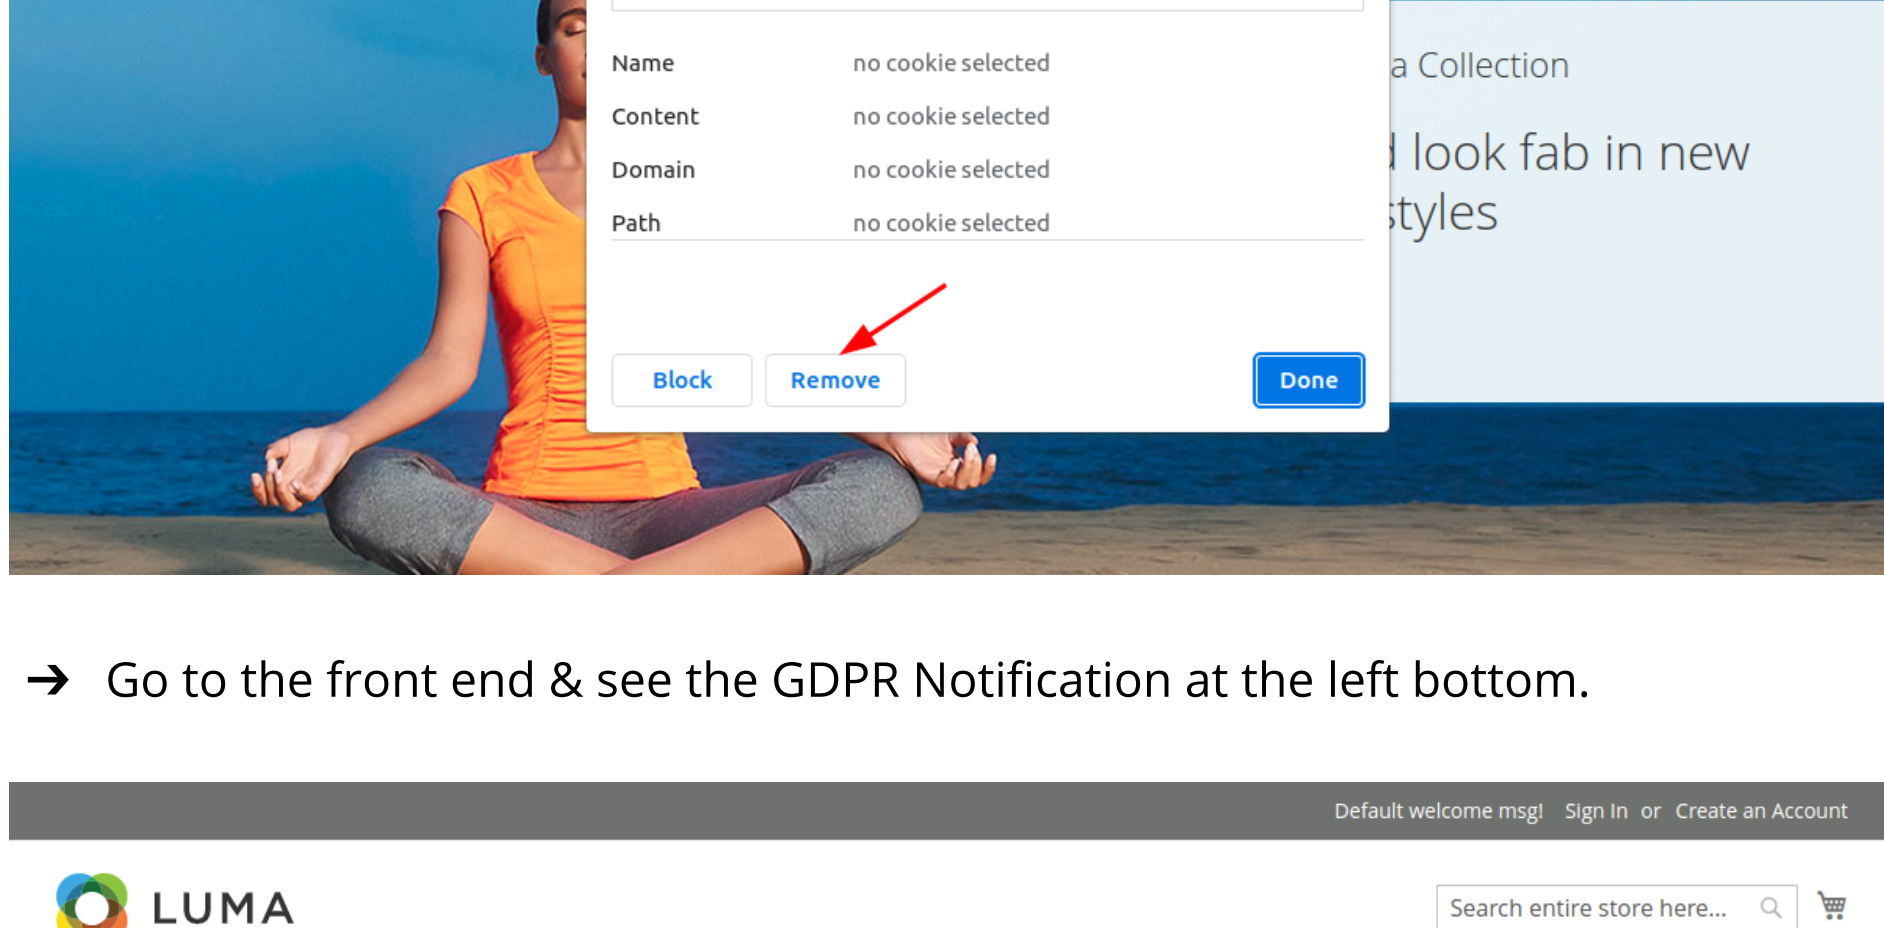 Name no cookie selected
a Collection
Content no cookie selected
look fab in new
Domain no cookie selected
styles
Path no cookie selected
Block Remove Done
➔ Go to the front end & see the GDPR Notification at the left bottom.
Default welcome msg! Sign In or Create an Account
LUMA
Search entire store here...